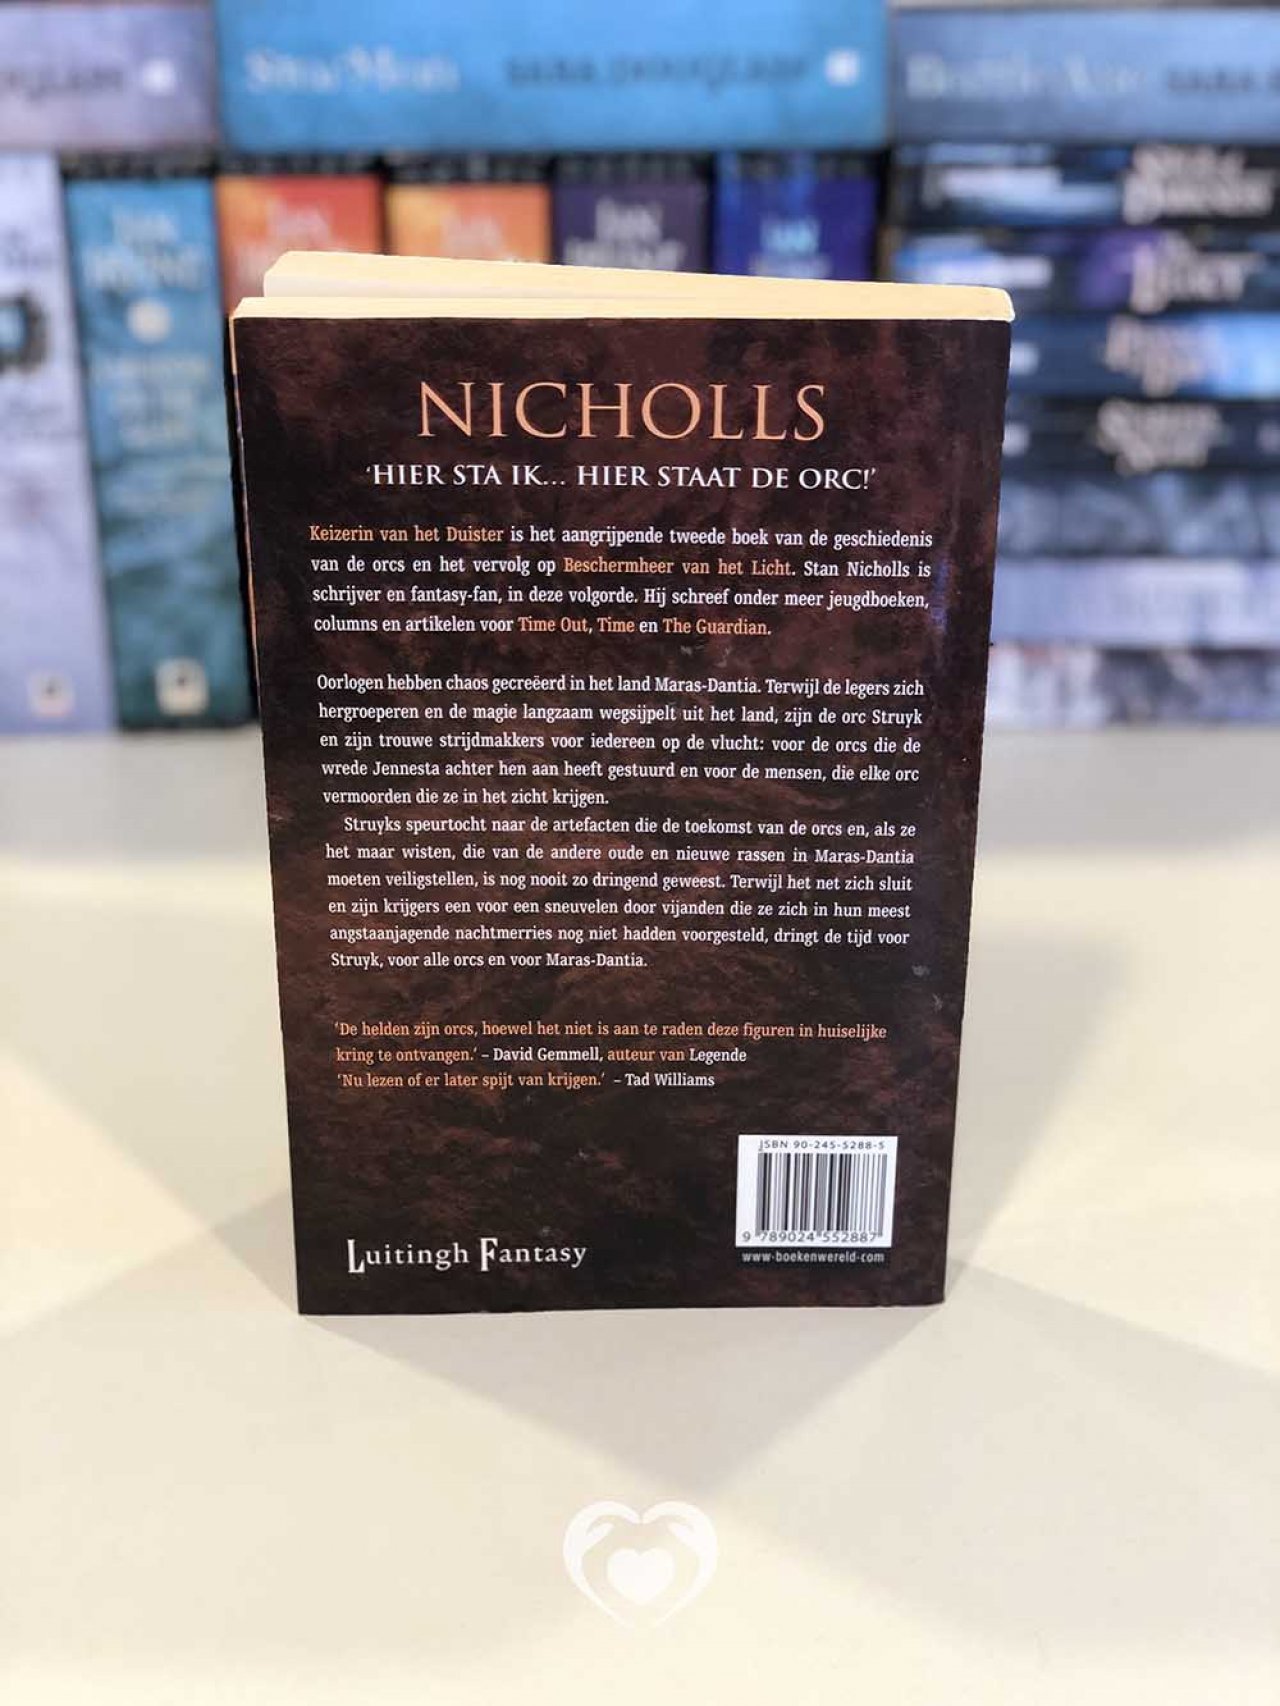 SARA DOUGLASS
IAN
IAN
IAN
IAN
NICHOLLS
'HIER STA IK... HIER STAAT DE ORC!'
Keizerin van het Duister is het aangrijpende tweede boek van de geschiedenis
van de orcs en het vervolg op Beschermheer van het Licht. Stan Nicholls is
schrijver en fantasy-fan, in deze volgorde. Hij schreef onder meer jeugdboeken,
columns en artikelen voor Time Out, Time en The Guardian.
Oorlogen hebben chaos gecreëerd in het land Maras-Dantia. Terwijl de legers zich
hergroeperen en de magie langzaam wegsijpelt uit het land, zijn de orc Struyk
en zijn trouwe strijdmakkers voor iedereen op de vlucht: voor de orcs die de
wrede Jennesta achter hen aan heeft gestuurd en voor de mensen, die elke orc
vermoorden die ze in het zicht krijgen.
Struyks speurtocht naar de artefacten die de toekomst van de orcs en, als ze
het maar wisten, die van de andere oude en nieuwe rassen in Maras-Dantia
moeten veiligstellen, is nog nooit zo dringend geweest. Terwijl het net zich sluit
en zijn krijgers een voor een sneuvelen door vijanden die ze zich in hun meest
angstaanjagende nachtmerries nog niet hadden voorgesteld, dringt de tijd voor
Struyk, voor alle orcs en voor Maras-Dantia.
'De helden zijn orcs, hoewel het niet is aan te raden deze figuren in huiselijke
kring te ontvangen.' – David Gemmell, auteur van Legende
'Nu lezen of er later spijt van krijgen.' – Tad Williams
ISBN 90-245-5288-5
9 789024 552887
www.boekenwereld.com
Luitingh Fantasy